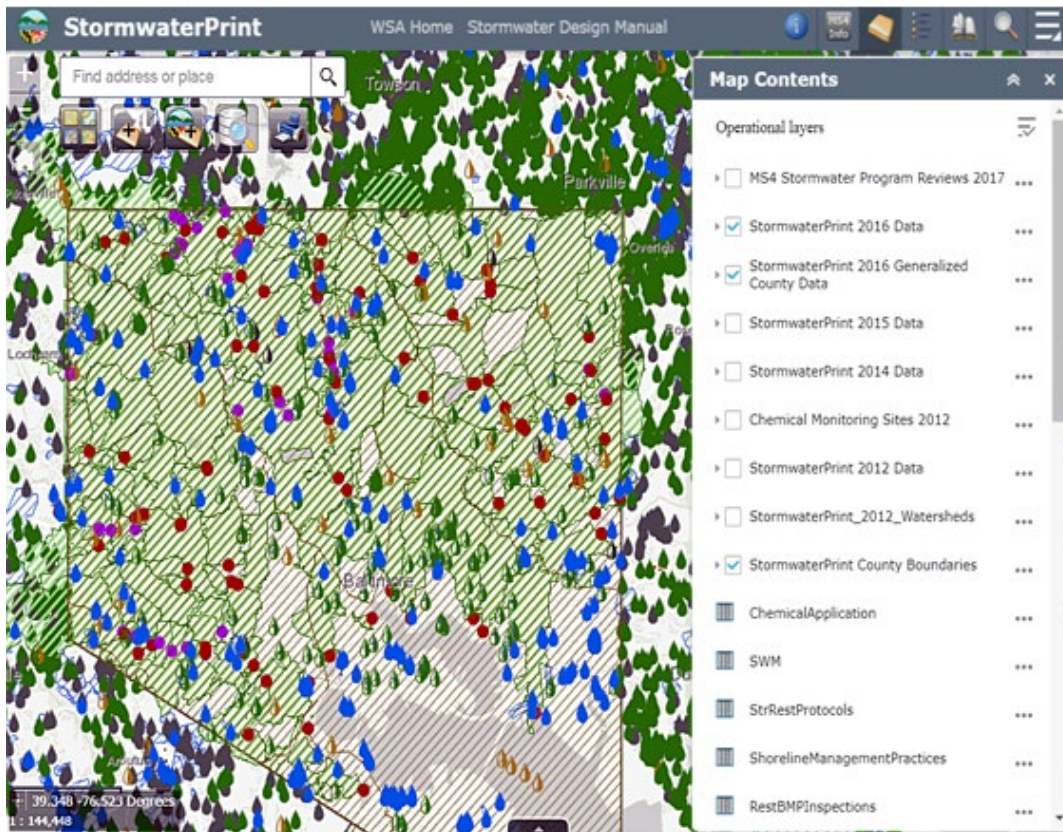 StormwaterPrint
WSA Home Stormwater Design Manual
MS4
Info
Find address or place
Map Contents
Operational layers
MS4 Stormwater Program Reviews 2017
StormwaterPrint 2016 Data
StormwaterPrint 2016 Generalized
County Data
StormwaterPrint 2015 Data
StormwaterPrint 2014 Data
Chemical Monitoring Sites 2012
StormwaterPrint 2012 Data
StormwaterPrint_2012_Watersheds
StormwaterPrint County Boundaries
ChemicalApplication
SWM
StrRestProtocols
ShorelineManagementPractices
RestBMPInspections
Towson
Parkville
Baltimore
39.348 -76.523 Degrees
1 : 144,448